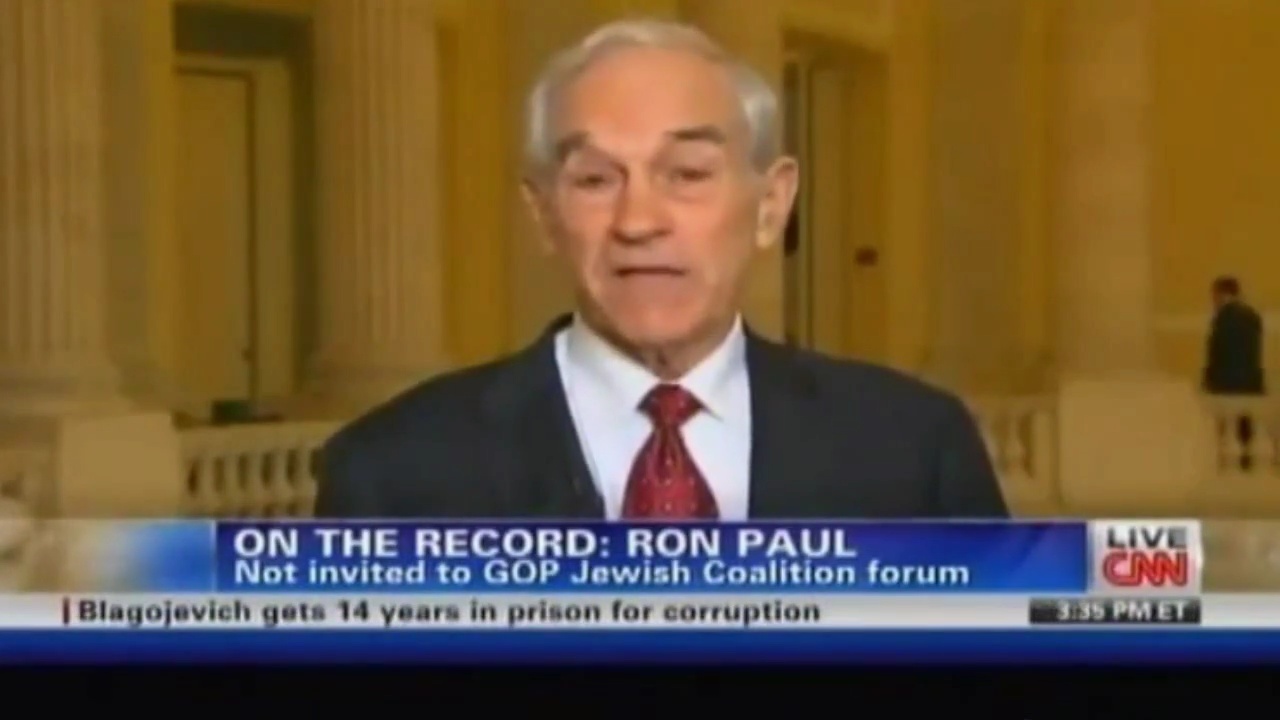 ON THE RECORD: RON PAUL
Not invited to GOP Jewish Coalition forum
LIVE
CNN
Blagojevich gets 14 years in prison for corruption
3:35 PM ET